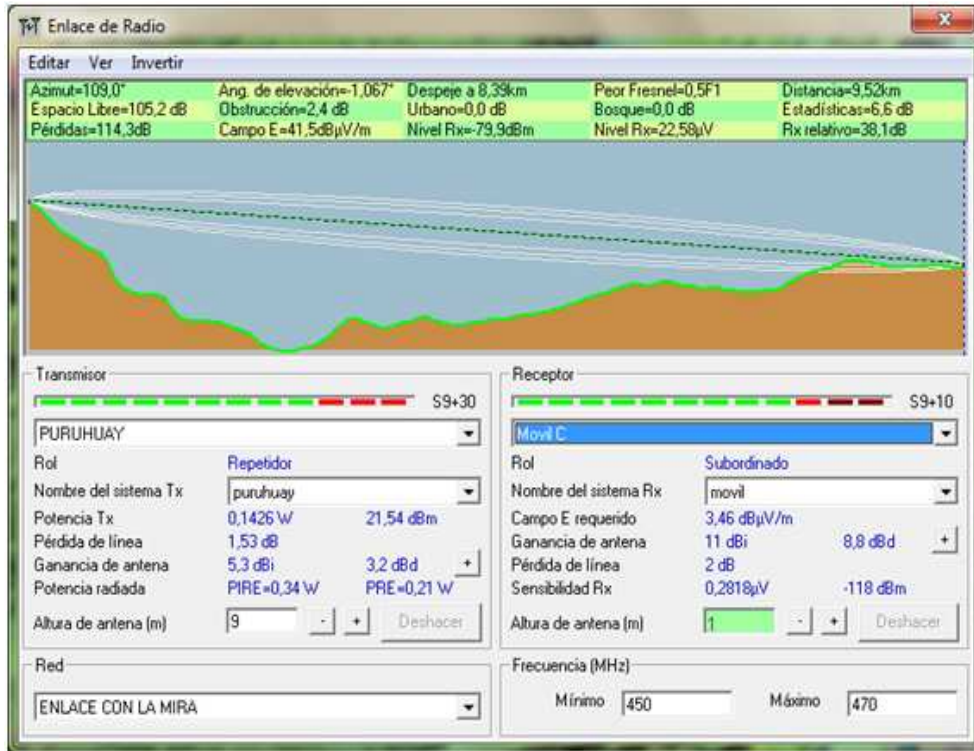 Enlace de Radio
Editar Ver Invertir
Azimut=109,0° Ang. de elevación=-1,067° Despeje a 8,39km Peor Fresnel=0,5F1 Distancia=9,52km
Espacio Libre=105,2 dB Obstrucción=2,4 dB Urbano=0,0 dB Bosque=0,0 dB Estadísticas=6,6 dB
Pérdidas=114,3dB Campo E=41,5dBµV/m Nivel Rx=-79,9dBm Nivel Rx=22,58µV Rx relativo=38,1dB
Transmisor
S9+30
PURUHUAY
Rol Repetidor
Nombre del sistema Tx puruhuay
Potencia Tx 0,1426 W 21,54 dBm
Pérdida de línea 1,53 dB
Ganancia de antena 5,3 dBi 3,2 dBd +
Potencia radiada PIRE=0,34 W PRE=0,21 W
Altura de antena (m) 9 - + Deshacer
Red
ENLACE CON LA MIRA
Receptor
S9+10
Movil C
Rol Subordinado
Nombre del sistema Rx movil
Campo E requerido 3,46 dBµV/m
Ganancia de antena 11 dBi 8,8 dBd +
Pérdida de línea 2 dB
Sensibilidad Rx 0,2818µV -118 dBm
Altura de antena (m) 1 - + Deshacer
Frecuencia (MHz)
Mínimo 450 Máximo 470